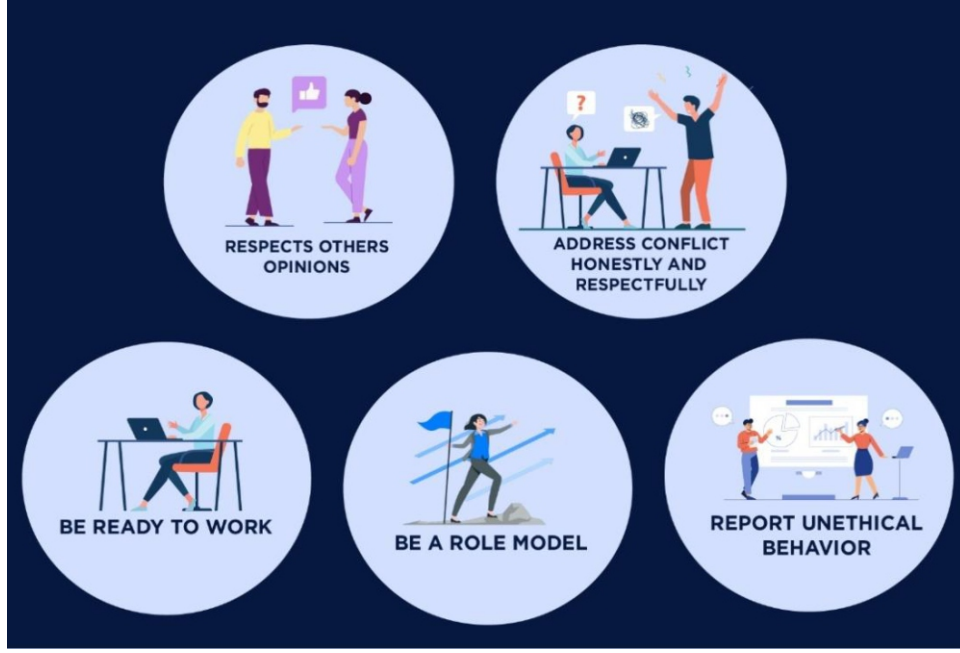 RESPECTS OTHERS
OPINIONS
?
ADDRESS CONFLICT
HONESTLY AND
RESPECTFULLY
BE READY TO WORK
BE A ROLE MODEL
REPORT UNETHICAL
BEHAVIOR